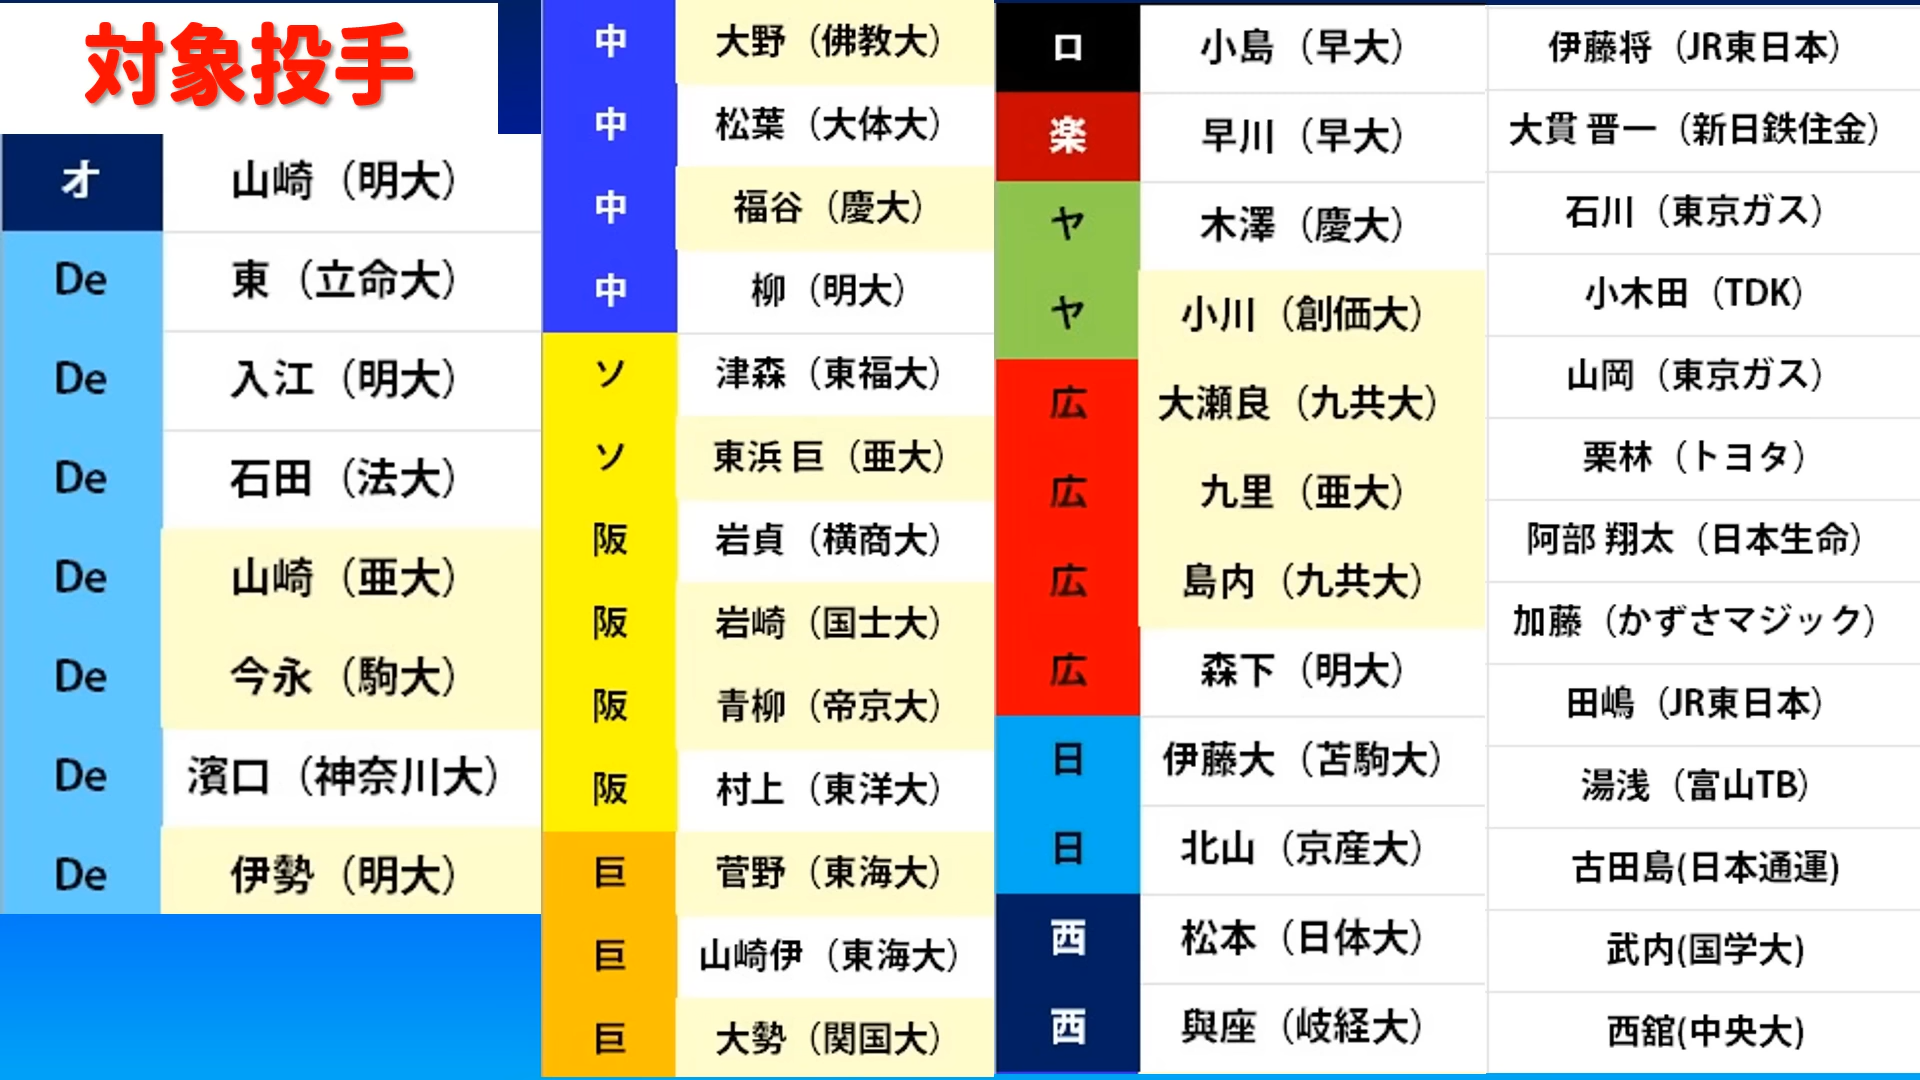 対象投手
オ 山崎（明大）
De 東（立命大）
De 入江（明大）
De 石田（法大）
De 山崎（亜大）
De 今永（駒大）
De 濱口（神奈川大）
De 伊勢（明大）
中 大野（佛教大）
中 松葉（大体大）
中 福谷（慶大）
中 柳（明大）
ソ 津森（東福大）
ソ 東浜 巨（亜大）
阪 岩貞（横商大）
阪 岩崎（国士大）
阪 青柳（帝京大）
阪 村上（東洋大）
巨 菅野（東海大）
巨 山崎伊（東海大）
巨 大勢（関国大）
ロ 小島（早大）
楽 早川（早大）
ヤ 木澤（慶大）
ヤ 小川（創価大）
広 大瀬良（九共大）
広 九里（亜大）
広 島内（九共大）
広 森下（明大）
日 伊藤大（苫駒大）
日 北山（京産大）
西 松本（日体大）
西 與座（岐経大）
伊藤将（JR東日本）
大貫 晋一（新日鉄住金）
石川（東京ガス）
小木田（TDK）
山岡（東京ガス）
栗林（トヨタ）
阿部 翔太（日本生命）
加藤（かずさマジック）
田嶋（JR東日本）
湯浅（富山TB）
古田島(日本通運)
武内(国学大)
西舘(中央大)